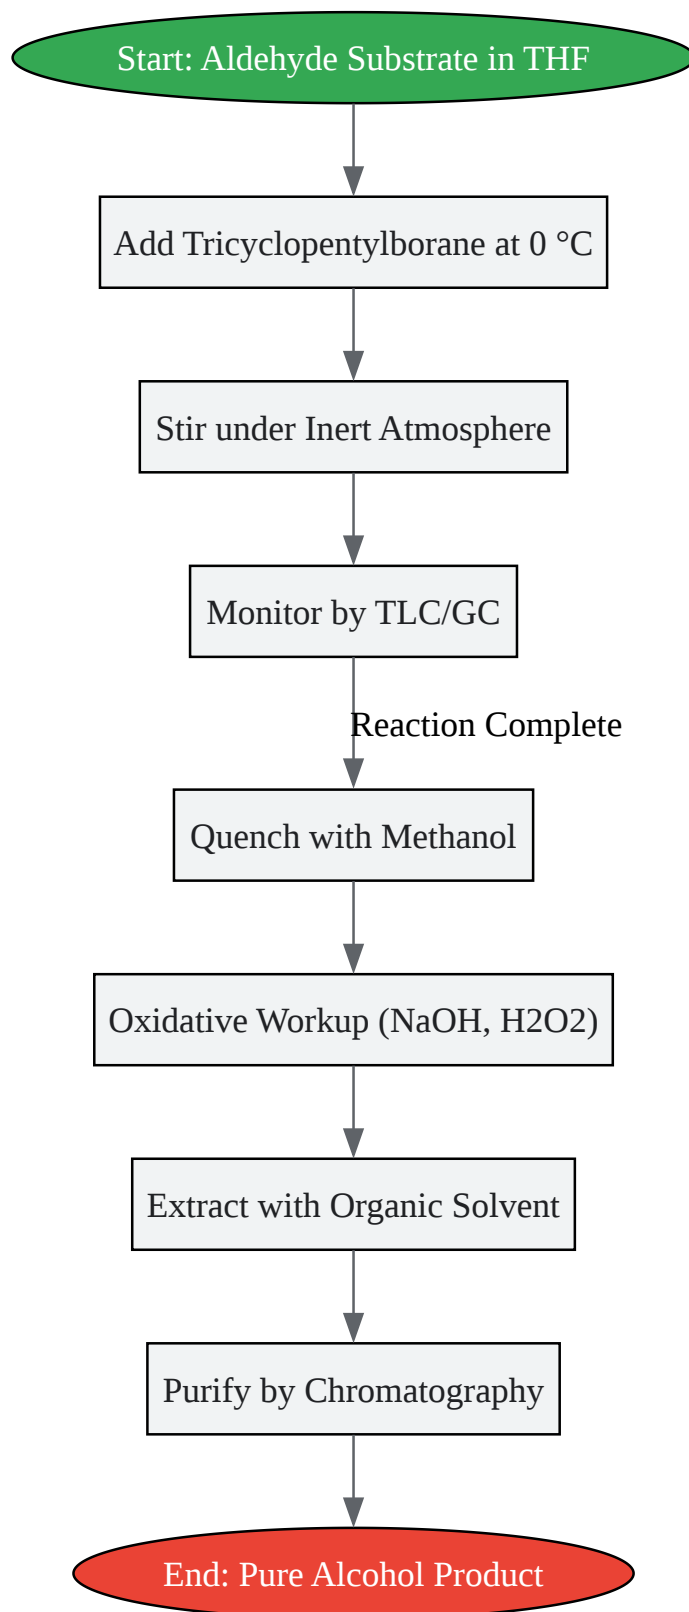 Start: Aldehyde Substrate in THF
Add Tricyclopentylborane at 0 °C
Stir under Inert Atmosphere
Monitor by TLC/GC
Reaction Complete
Quench with Methanol
Oxidative Workup (NaOH, H2O2)
Extract with Organic Solvent
Purify by Chromatography
End: Pure Alcohol Product